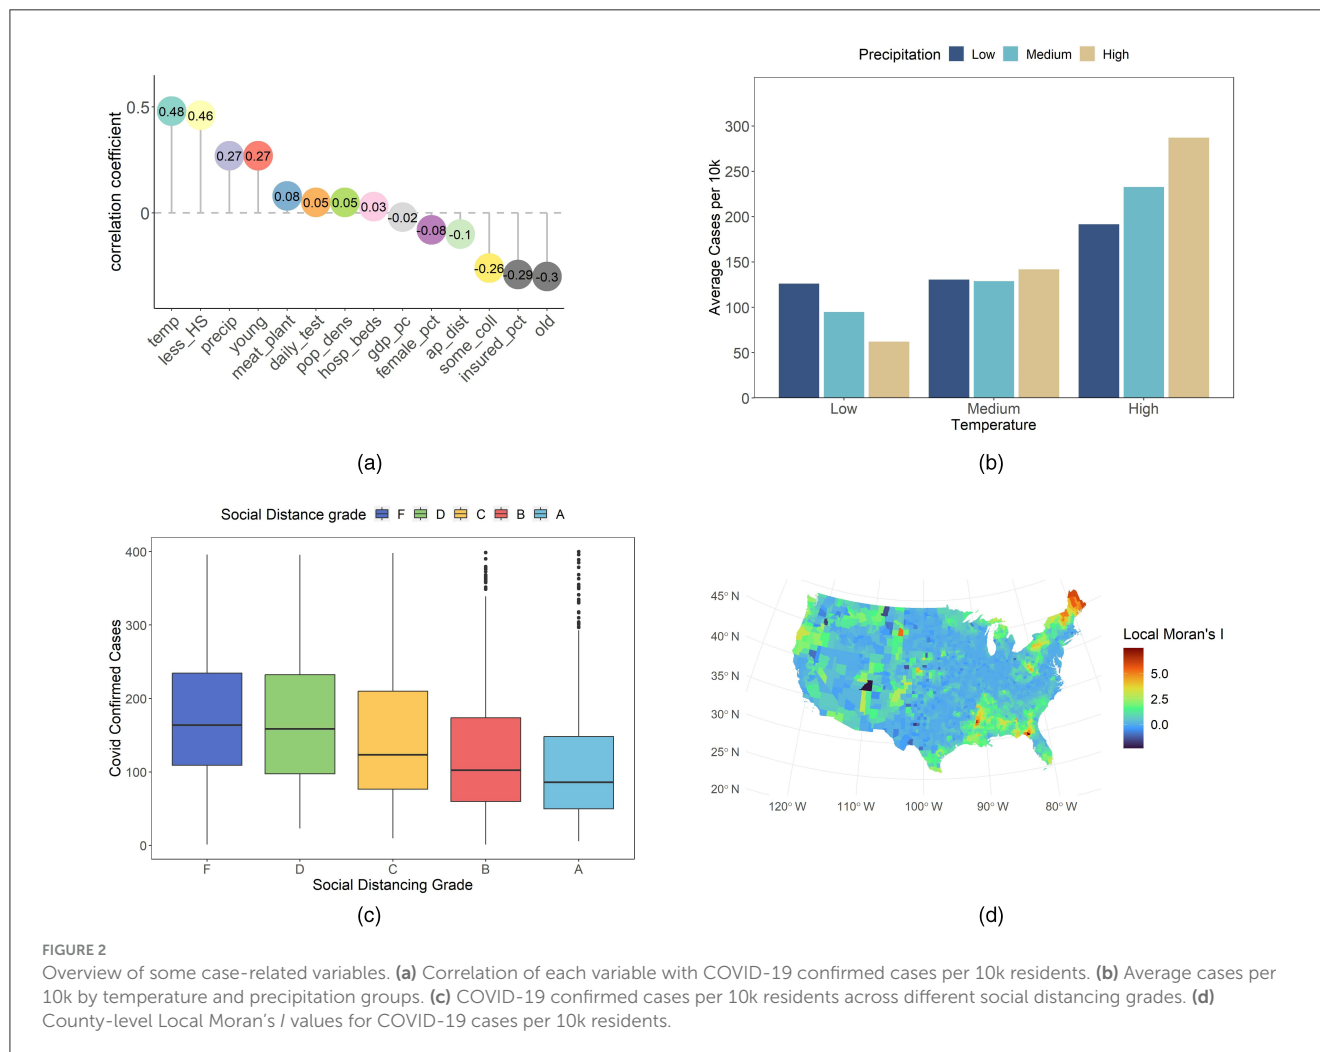 correlation coefficient
0.5
0
0.48
0.46
0.27
0.27
0.08
0.05
0.05
0.03
-0.02
-0.08
-0.1
-0.26
-0.29
-0.3
temp
less_HS
precip
young
meat_plant
daily_test
pop_dens
hosp_beds
gdp_pc
female_pct
ap_dist
some_coll
insured_pct
old
(a)
Precipitation Low Medium High
Average Cases per 10k
300
250
200
150
100
50
0
Low Medium High
Temperature
(b)
Social Distance grade F D C B A
Covid Confirmed Cases
400
300
200
100
0
F D C B A
Social Distancing Grade
(c)
45° N
40° N
35° N
30° N
25° N
20° N
120° W 110° W 100° W 90° W 80° W
Local Moran's I
5.0
2.5
0.0
(d)
FIGURE 2
Overview of some case-related variables. (a) Correlation of each variable with COVID-19 confirmed cases per 10k residents. (b) Average cases per
10k by temperature and precipitation groups. (c) COVID-19 confirmed cases per 10k residents across different social distancing grades. (d)
County-level Local Moran's I values for COVID-19 cases per 10k residents.